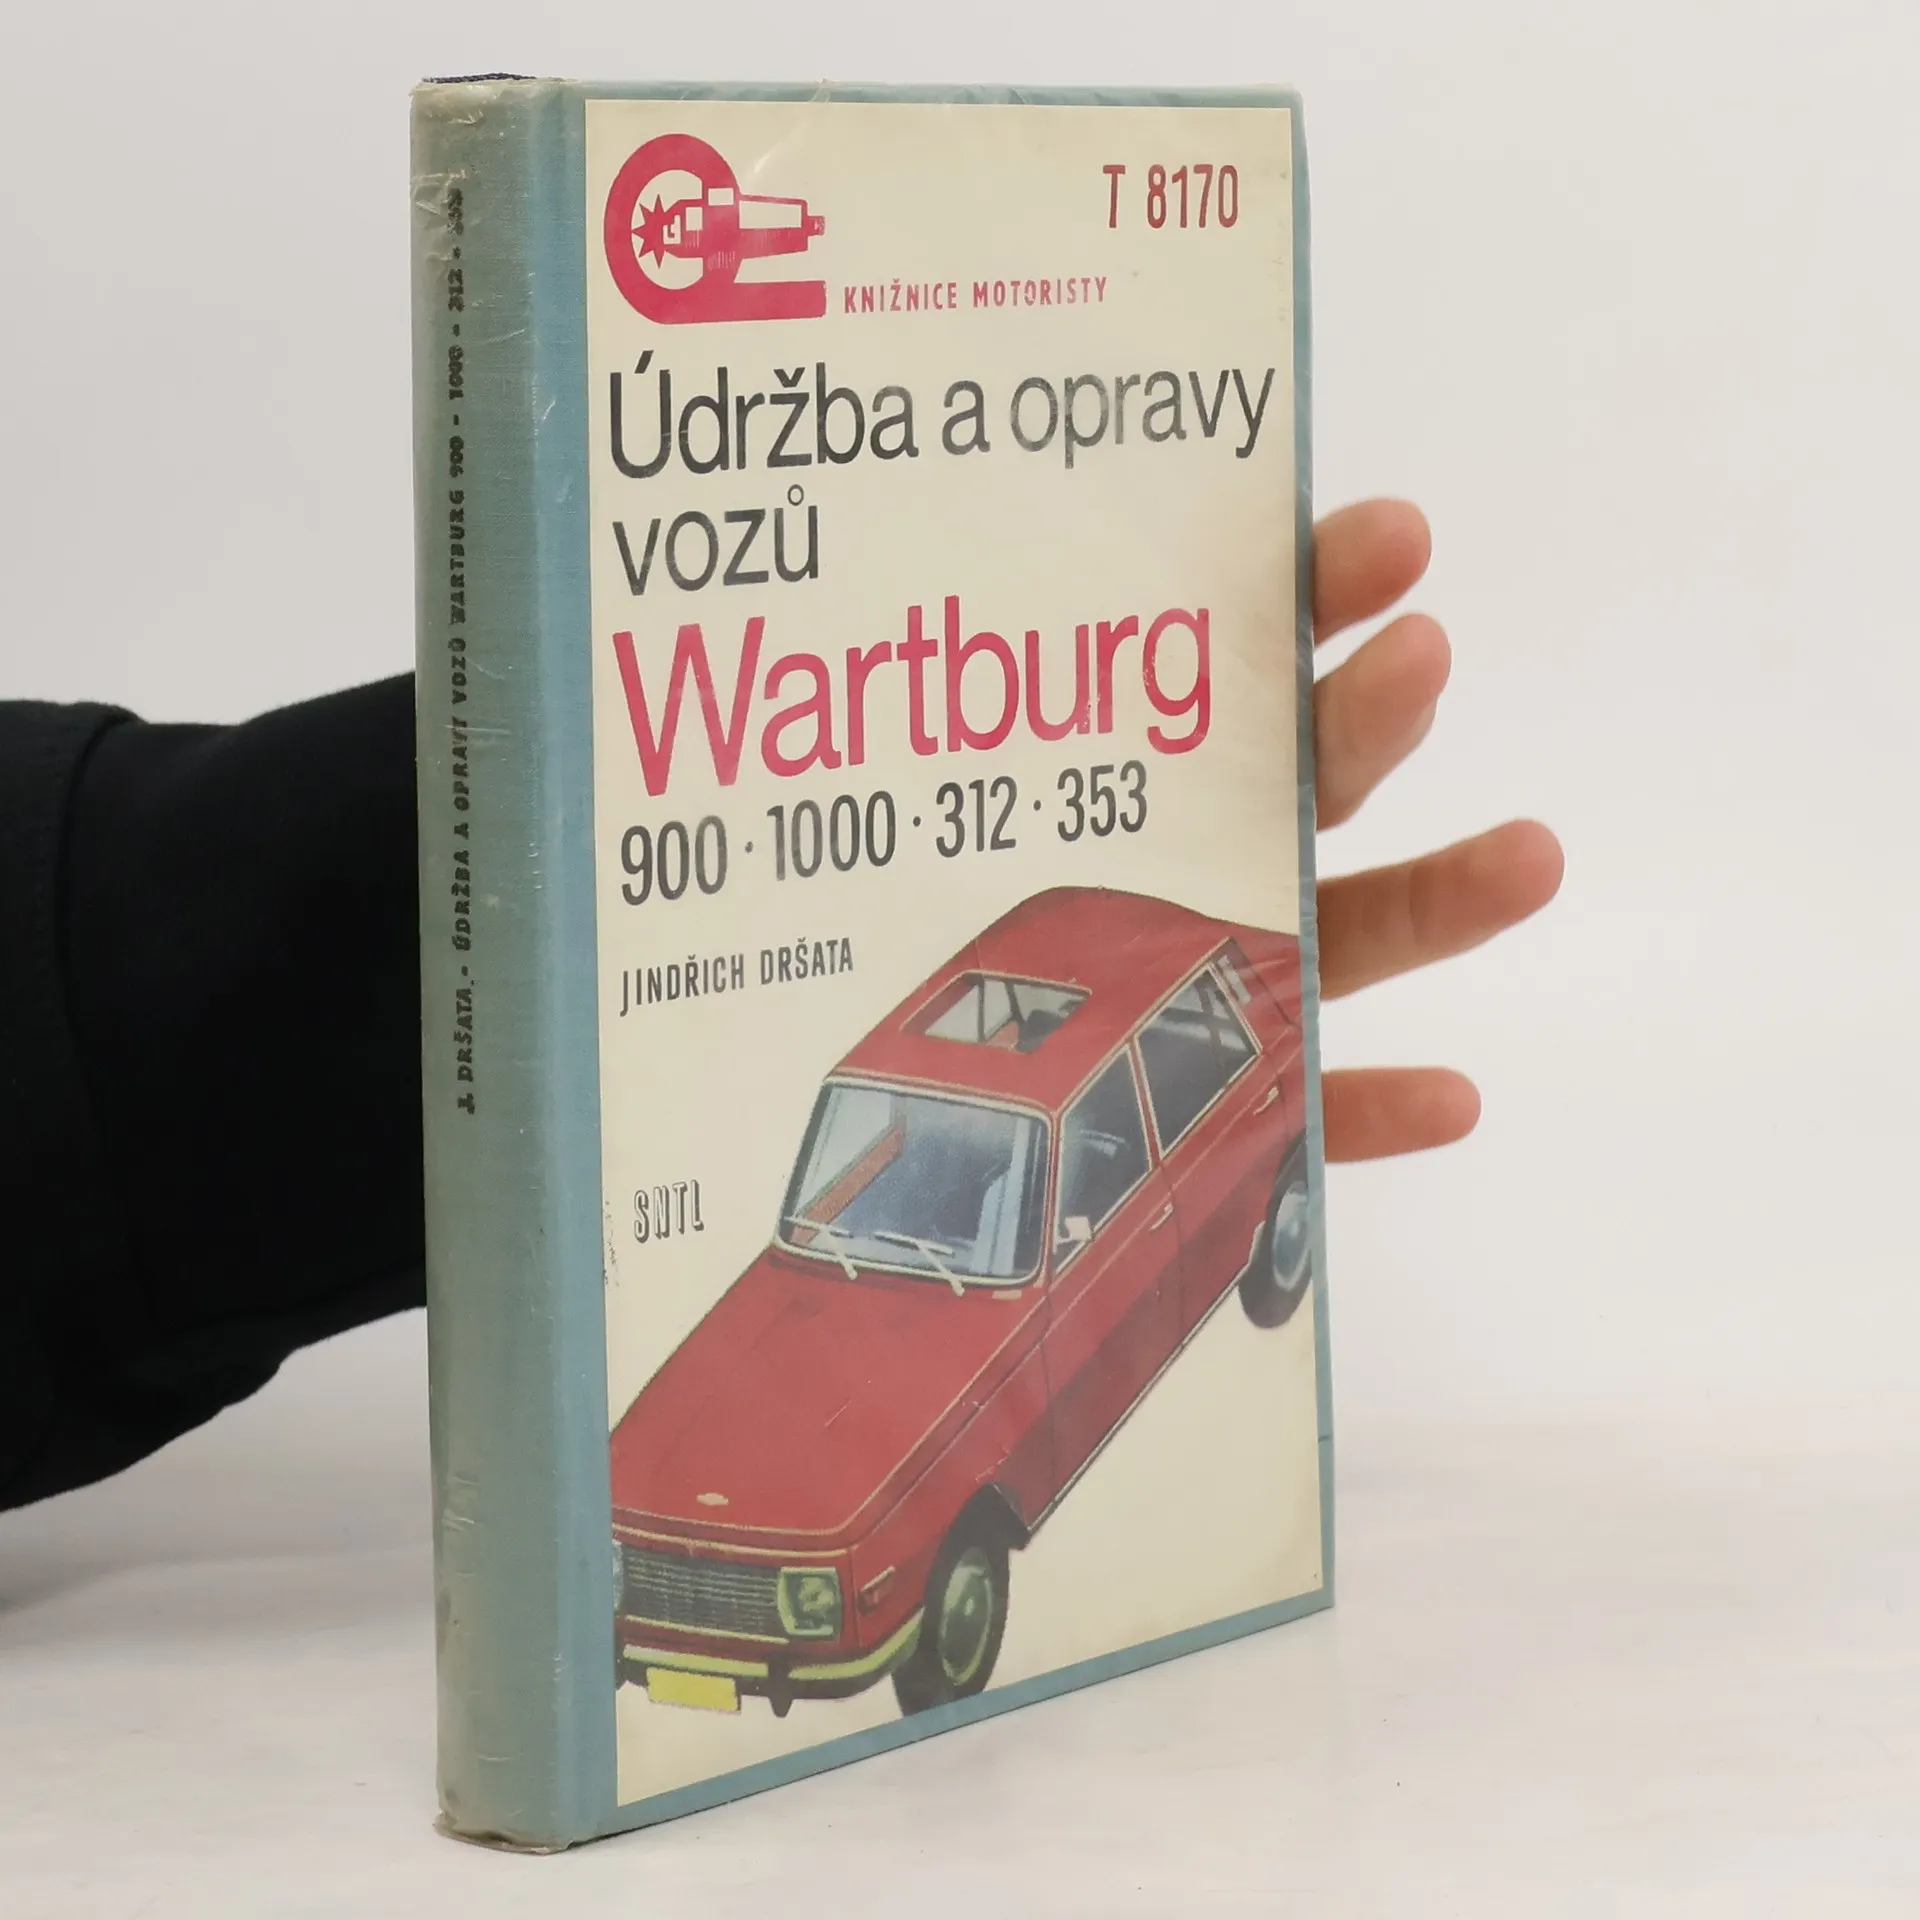 J. DRŠATA.- ÚDRŽBA A OPRAVY VOZŮ WARTBURG 900 - 1000 - 312 - 353
T 8170
KNIŽNICE MOTORISTY
Údržba a opravy
vozů
Wartburg
900 · 1000 · 312 · 353
JINDŘICH DRŠATA
SNTL